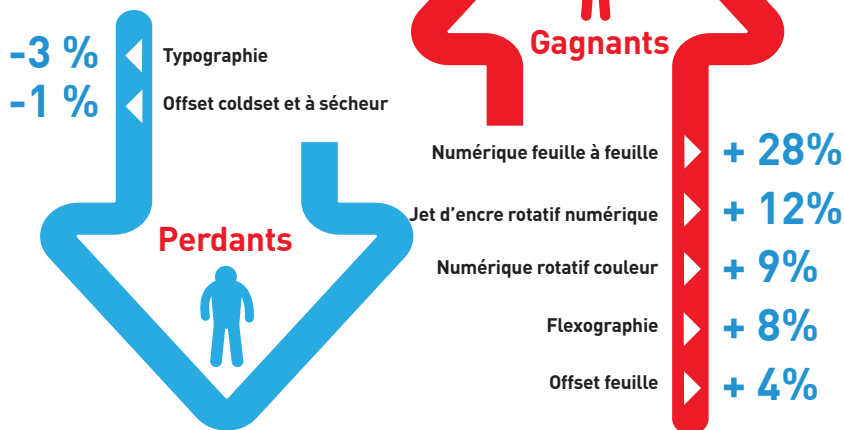 -3 % Typographie
-1 % Offset coldset et à sécheur
Perdants
Gagnants
Numérique feuille à feuille + 28%
Jet d'encre rotatif numérique + 12%
Numérique rotatif couleur + 9%
Flexographie + 8%
Offset feuille + 4%